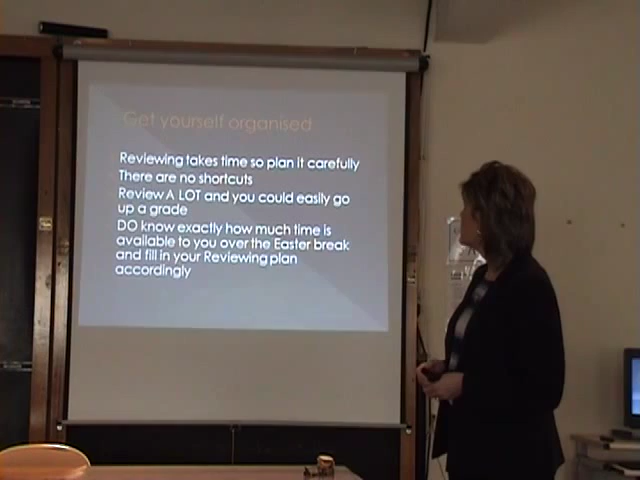 Get yourself organised
Reviewing takes time so plan it carefully
There are no shortcuts
Review A LOT and you could easily go
up a grade
DO know exactly how much time is
available to you over the Easter break
and fill in your Reviewing plan
accordingly